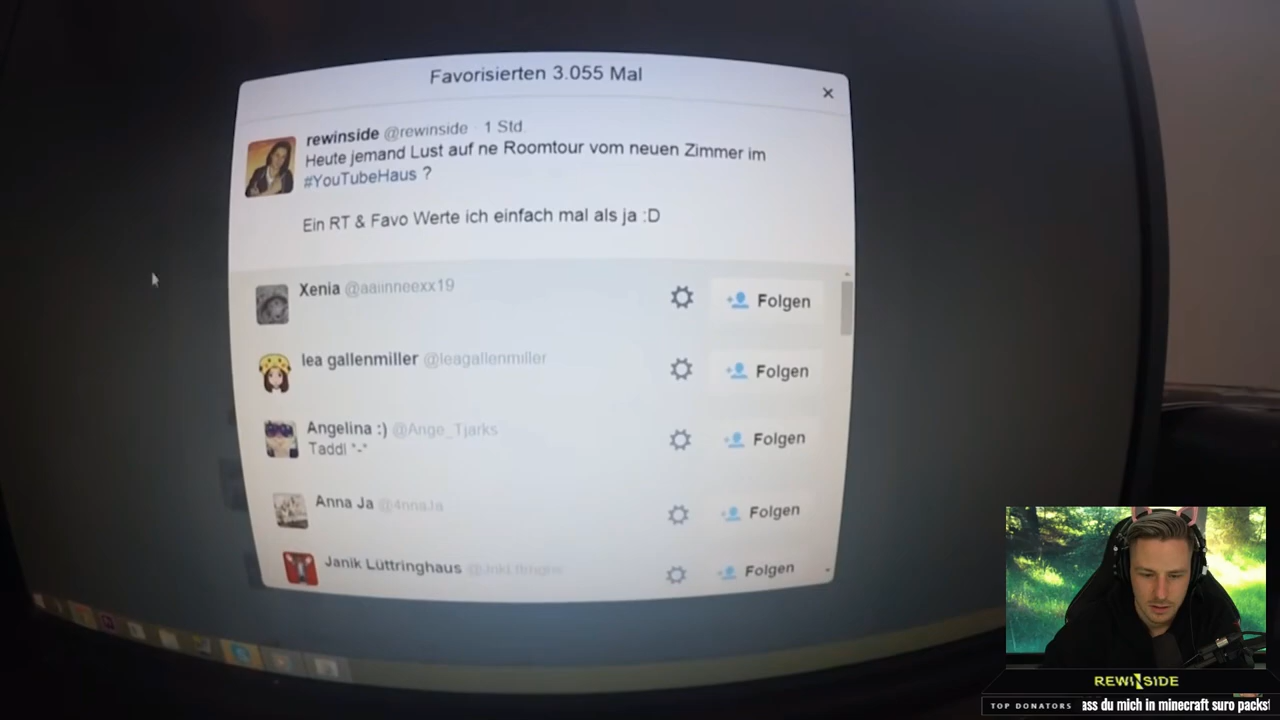 Favorisierten 3.055 Mal
rewinside @rewinside · 1 Std.
Heute jemand Lust auf ne Roomtour vom neuen Zimmer im
#YouTubeHaus ?
Ein RT & Favo Werte ich einfach mal als ja :D
Xenia @aaiinneexx19
Folgen
lea gallenmiller @leagallenmiller
Folgen
Angelina :) @Ange_Tjarks
Taddl *-*
Folgen
Anna Ja @4nnaJa
Folgen
Janik Lüttringhaus
Folgen
REWINSIDE
TOP DONATORS
ass du mich in minecraft suro packs!